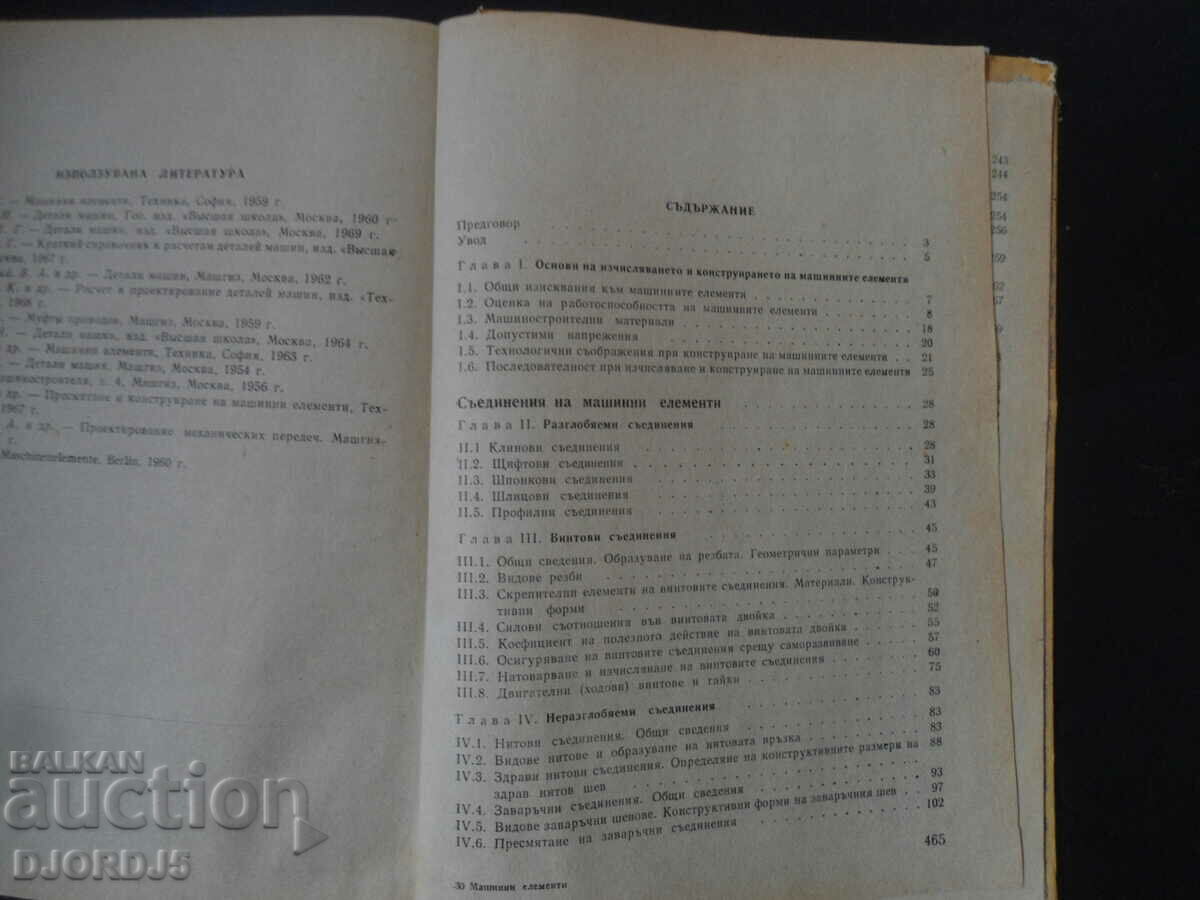 ИЗПОЛЗУВАНА ЛИТЕРАТУРА
— Машинни елементи, Техника, София, 1959 г.
— Детали машин, Гос. изд. «Высшая школа», Москва, 1960 г.
Г. — Детали машин, изд. «Высшая школа», Москва, 1969 г.
Г. — Краткий справочник к расчетам деталей машин, изд. «Высшая
1967 г.
В. А. и др. — Детали машин, Машгиз, Москва, 1962 г.
К. и др. — Расчет и проектирование деталей машин, изд. «Тех-
1968 г.
— Муфты приводов, Машгиз, Москва, 1959 г.
— Детали машин, изд. «Высшая школа», Москва, 1964 г.
др. — Машинни елементи, Техника, София, 1963 г.
— Детали машин, Машгиз, Москва, 1954 г.
т. 4, Машгиз, Москва, 1956 г.
др. — Проектиране и конструиране на машинни елементи, Тех-
1967 г.
А. и др. — Проектирование механических передач. Машгиз-
г.
Maschinenelemente. Berlin, 1960 г.
СЪДЪРЖАНИЕ
Предговор 3
Увод 5
Глава I. Основи на изчисляването и конструирането на машинните елементи
1.1. Общи изисквания към машинните елементи 7
1.2. Оценка на работоспособността на машинните елементи 8
1.3. Машиностроителни материали 18
1.4. Допустими напрежения 20
1.5. Технологични съображения при конструиране на машинните елементи 21
1.6. Последователност при изчисляване и конструиране на машинните елементи 25
Съединения на машинни елементи 28
Глава II. Разглобяеми съединения 28
II.1 Клинови съединения 28
II.2. Щифтови съединения 31
II.3. Шпонкови съединения 33
II.4. Шлицови съединения 39
II.5. Профилни съединения 43
Глава III. Винтови съединения 45
III.1. Общи сведения. Образуване на резбата. Геометрични параметри 45
III.2. Видове резби 47
III.3. Скрепителни елементи на винтовите съединения. Материали. Конструк-
тивни форми 50
III.4. Силови съотношения във винтовата двойка 52
III.5. Коефициент на полезного действие на винтовата двойка 55
III.6. Осигуряване на винтовите съединения срещу саморазвиване 57
III.7. Натоварване и изчисляване на винтовите съединения 60
III.8. Двигателни (ходови) винтове и гайки 75
Глава IV. Неразглобяеми съединения 83
IV.1. Нитови съединения. Общи сведения 83
IV.2. Видове нитове и образуване на нитовата връзка 83
IV.3. Здрави нитови съединения. Определяне на конструктивните размери на 88
здрав нитов шев
IV.4. Заваръчни съединения. Общи сведения 93
IV.5. Видове заваръчни шевове. Конструктивни форми на заваръчния шев 97
IV.6. Пресмятане на заваръчни съединения 102
465
30 Машинни елементи
243
244
254
254
256
259
62
67
BALKAN
auction
DJORDJ5